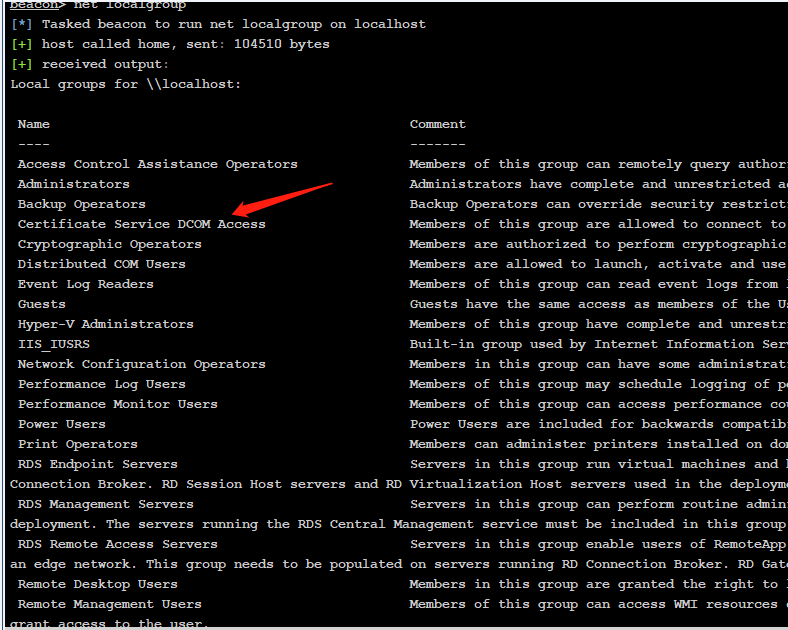 beacon> net localgroup
[*] Tasked beacon to run net localgroup on localhost
[+] host called home, sent: 104510 bytes
[+] received output:
Local groups for \\localhost:
Name Comment
---- -------
Access Control Assistance Operators Members of this group can remotely query author
Administrators Administrators have complete and unrestricted a
Backup Operators Backup Operators can override security restrict
Certificate Service DCOM Access Members of this group are allowed to connect to
Cryptographic Operators Members are authorized to perform cryptographic
Distributed COM Users Members are allowed to launch, activate and use
Event Log Readers Members of this group can read event logs from
Guests Guests have the same access as members of the U
Hyper-V Administrators Members of this group have complete and unrestr
IIS_IUSRS Built-in group used by Internet Information Ser
Network Configuration Operators Members in this group can have some administrat
Performance Log Users Members of this group may schedule logging of p
Performance Monitor Users Members of this group can access performance co
Power Users Power Users are included for backwards compatib
Print Operators Members can administer printers installed on do
RDS Endpoint Servers Servers in this group run virtual machines and
Connection Broker. RD Session Host servers and RD Virtualization Host servers used in the deploym
RDS Management Servers Servers in this group can perform routine admin
deployment. The servers running the RDS Central Management service must be included in this group
RDS Remote Access Servers Servers in this group enable users of RemoteApp
an edge network. This group needs to be populated on servers running RD Connection Broker. RD Gat
Remote Desktop Users Members in this group are granted the right to
Remote Management Users Members of this group can access WMI resources
grant access to the user.